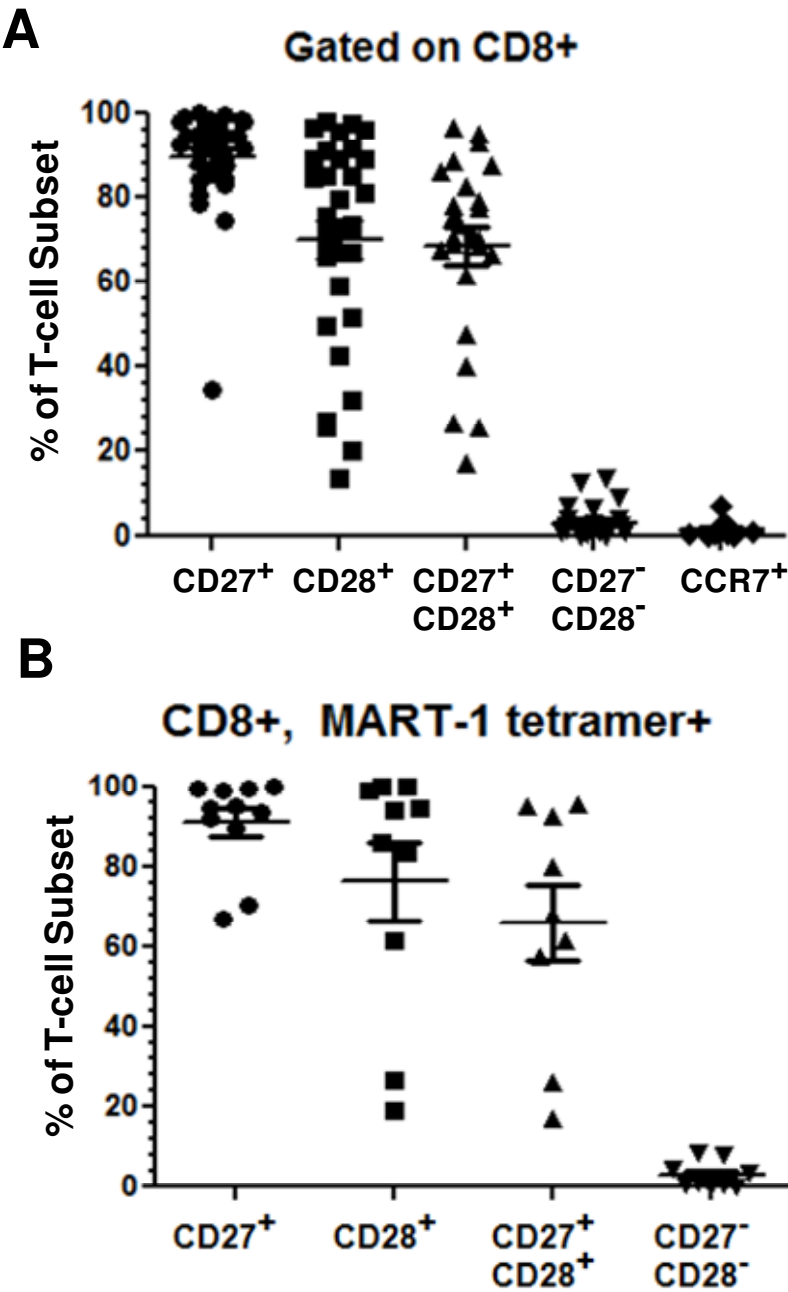 A
Gated on CD8+
% of T-cell Subset
100
80
60
40
20
0
CD27+ CD28+ CD27+ CD27- CCR7+
CD28+ CD28-
B
CD8+, MART-1 tetramer+
% of T-cell Subset
100
80
60
40
20
0
CD27+ CD28+ CD27+ CD27-
CD28+ CD28-